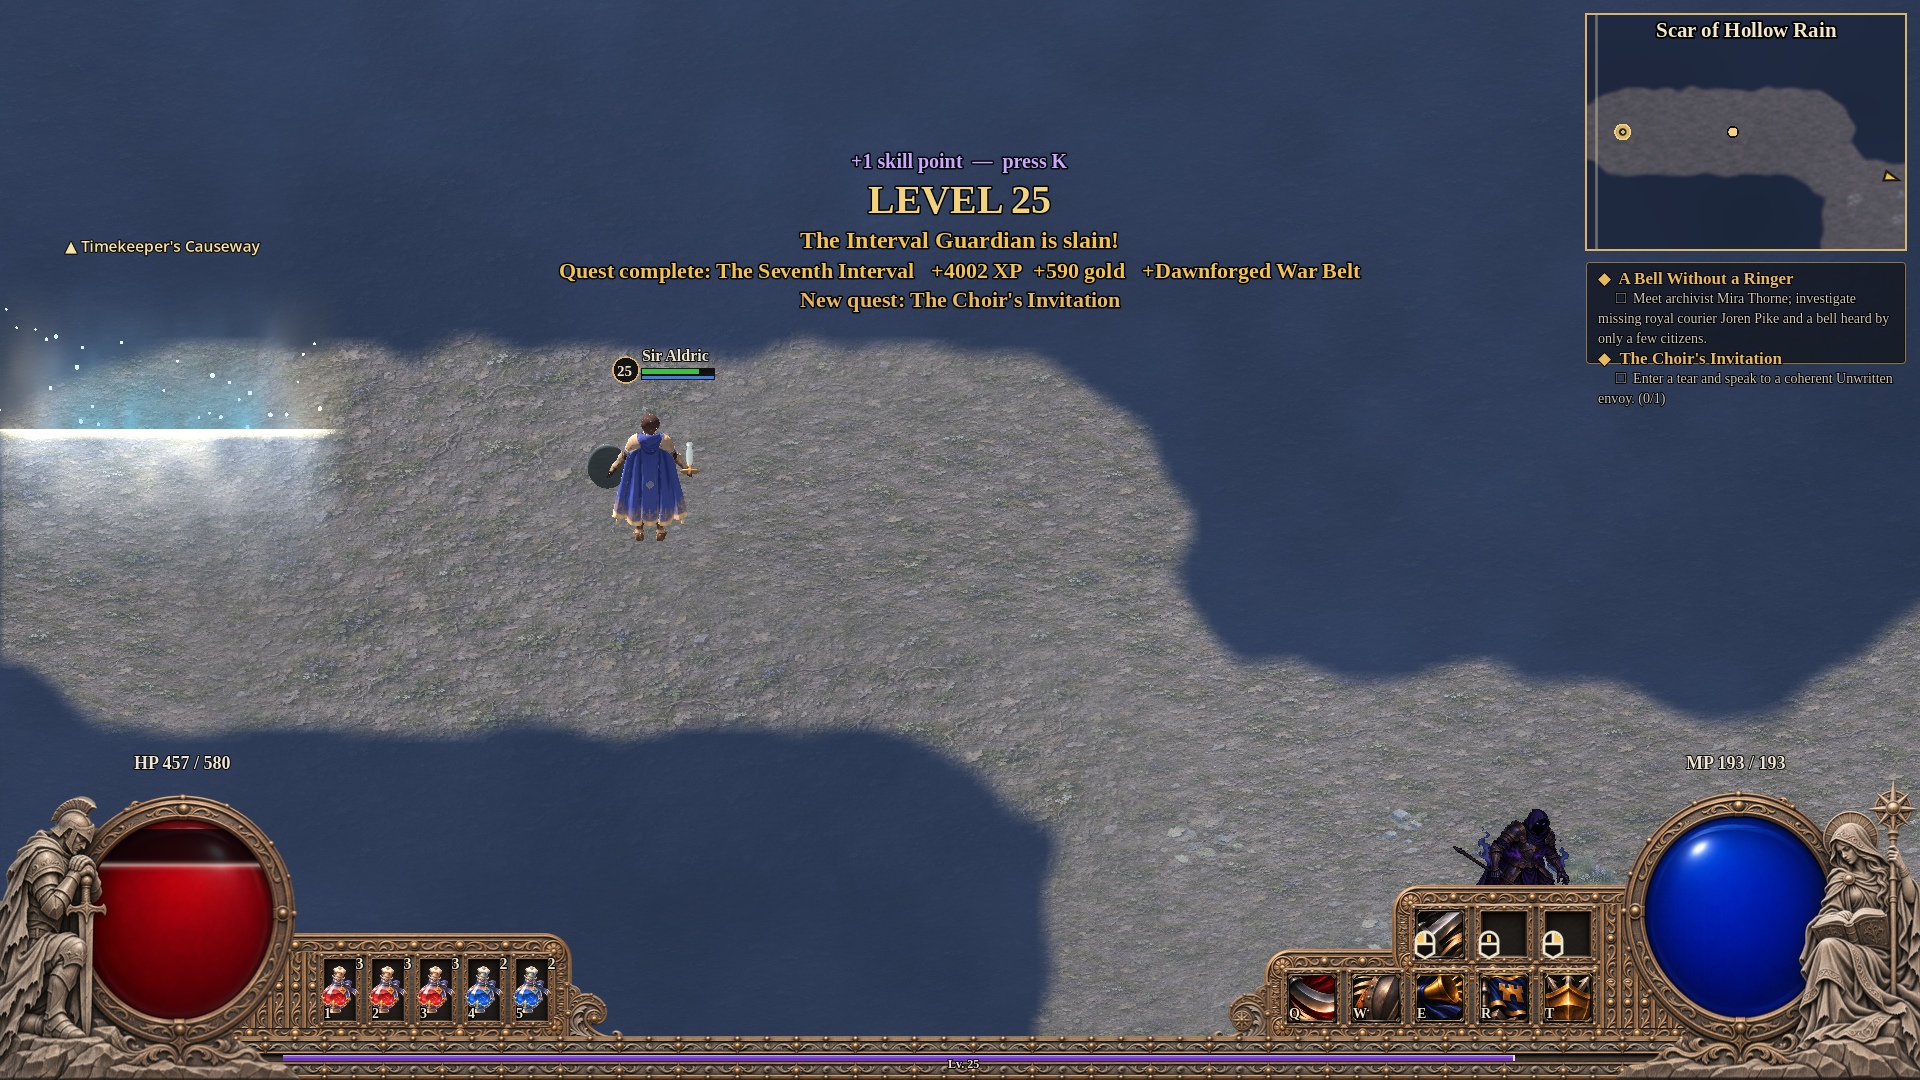 Scar of Hollow Rain
+1 skill point — press K
LEVEL 25
The Interval Guardian is slain!
Quest complete: The Seventh Interval +4002 XP +590 gold +Dawnforged War Belt
New quest: The Choir's Invitation
▲ Timekeeper's Causeway
◆ A Bell Without a Ringer
☐ Meet archivist Mira Thorne; investigate
missing royal courier Joren Pike and a bell heard by
only a few citizens.
◆ The Choir's Invitation
☐ Enter a tear and speak to a coherent Unwritten
envoy. (0/1)
Sir Aldric
25
HP 457 / 580
MP 193 / 193
3 3 3 2 2
1 2 3 4 5
Q W E R T
Lv. 25